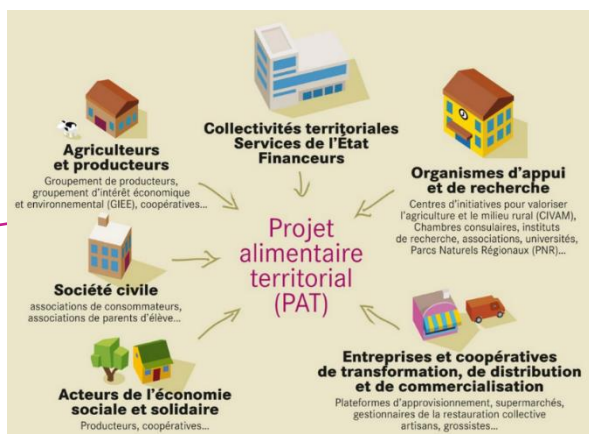 Collectivités territoriales
Services de l'État
Financeurs
Agriculteurs
et producteurs
Groupement de producteurs,
groupement d'intérêt économique
et environnemental (GIEE), coopératives...
Organismes d'appui
et de recherche
Centres d'initiatives pour valoriser
l'agriculture et le milieu rural (CIVAM),
Chambres consulaires, instituts
de recherche, associations, universités,
Parcs Naturels Régionaux (PNR)...
Projet
alimentaire
territorial
(PAT)
Société civile
associations de consommateurs,
associations de parents d'élève...
Acteurs de l'économie
sociale et solidaire
Producteurs, coopératives...
Entreprises et coopératives
de transformation, de distribution
et de commercialisation
Plateformes d'approvisionnement, supermarchés,
gestionnaires de la restauration collective
artisans, grossistes...